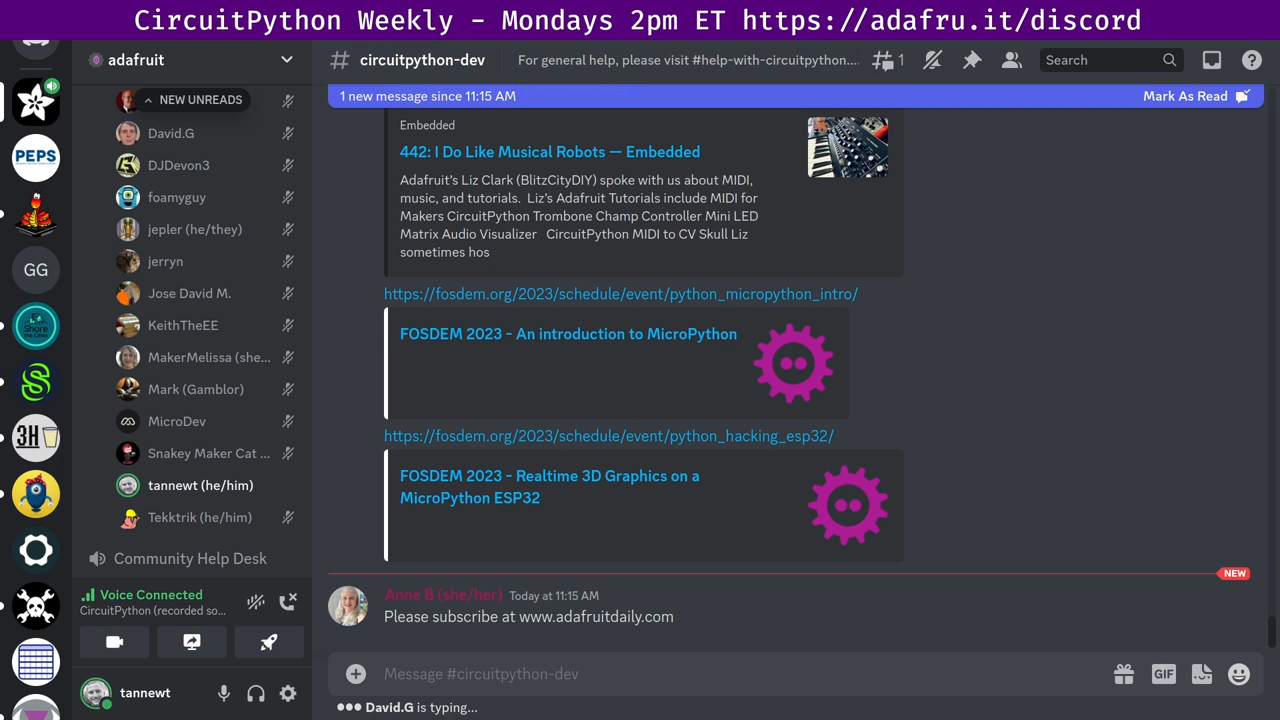 CircuitPython Weekly - Mondays 2pm ET https://adafru.it/discord
adafruit
circuitpython-dev
For general help, please visit #help-with-circuitpython....
1
Search
NEW UNREADS
1 new message since 11:15 AM
Mark As Read
PEPS
GG
Share
the Cities
3H
David.G
DJDevon3
foamyguy
jepler (he/they)
jerryn
Jose David M.
KeithTheEE
MakerMelissa (she...
Mark (Gamblor)
MicroDev
Snakey Maker Cat ...
tannewt (he/him)
Tekktrik (he/him)
Community Help Desk
Voice Connected
CircuitPython (recorded so...
tannewt
Embedded
442: I Do Like Musical Robots — Embedded
Adafruit's Liz Clark (BlitzCityDIY) spoke with us about MIDI,
music, and tutorials. Liz's Adafruit Tutorials include MIDI for
Makers CircuitPython Trombone Champ Controller Mini LED
Matrix Audio Visualizer CircuitPython MIDI to CV Skull Liz
sometimes hos
https://fosdem.org/2023/schedule/event/python_micropython_intro/
FOSDEM 2023 - An introduction to MicroPython
https://fosdem.org/2023/schedule/event/python_hacking_esp32/
FOSDEM 2023 - Realtime 3D Graphics on a
MicroPython ESP32
NEW
Anne B (she/her) Today at 11:15 AM
Please subscribe at www.adafruitdaily.com
Message #circuitpython-dev
GIF
David.G is typing...